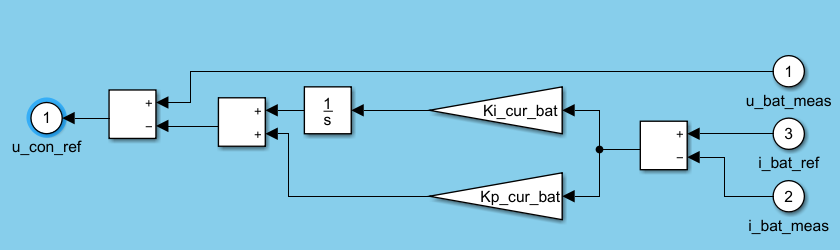 1
u_bat_meas
+
−
1
u_con_ref
+
+
1
s
Ki_cur_bat
+
−
3
i_bat_ref
Kp_cur_bat
2
i_bat_meas